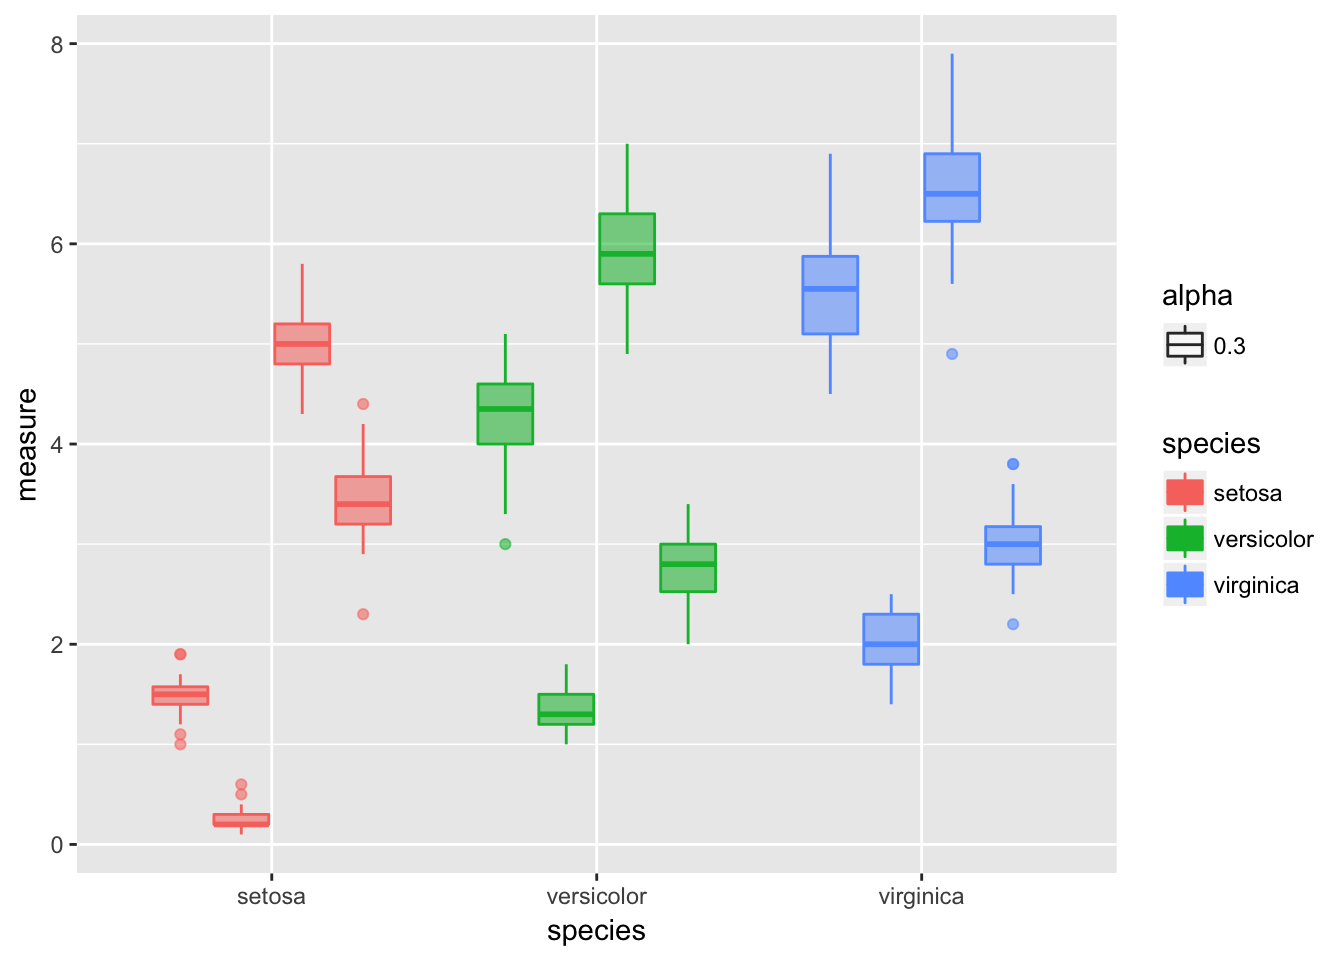 8
6
4
2
0
measure
setosa versicolor virginica
species
alpha
0.3
species
setosa
versicolor
virginica